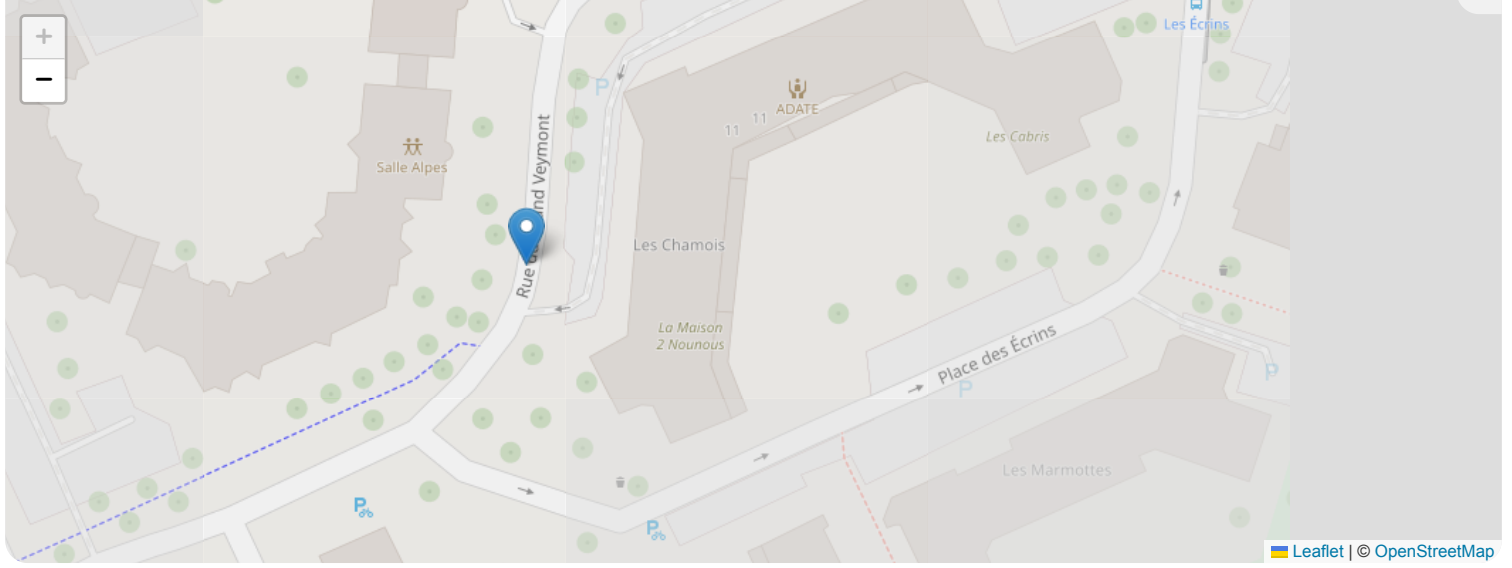 +
−
Les Écrins
P
ADATE
11
11
Les Cabris
Salle Alpes
Rue d
and Veymont
Les Chamois
La Maison
2 Nounous
Place des Écrins
P
P
Les Marmottes
P
P
Leaflet | © OpenStreetMap